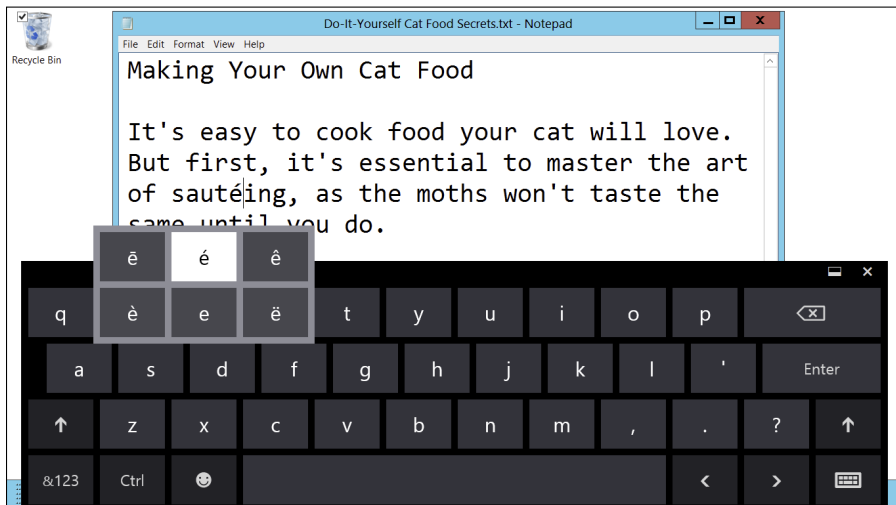 Recycle Bin
Do-It-Yourself Cat Food Secrets.txt - Notepad
x
File Edit Format View Help
Making Your Own Cat Food
It's easy to cook food your cat will love.
But first, it's essential to master the art
of sautéing, as the moths won't taste the
same until you do.
ē é ê
q è e ë t y u i o p
a s d f g h j k l ' Enter
z x c v b n m , . ?
&123 Ctrl < >